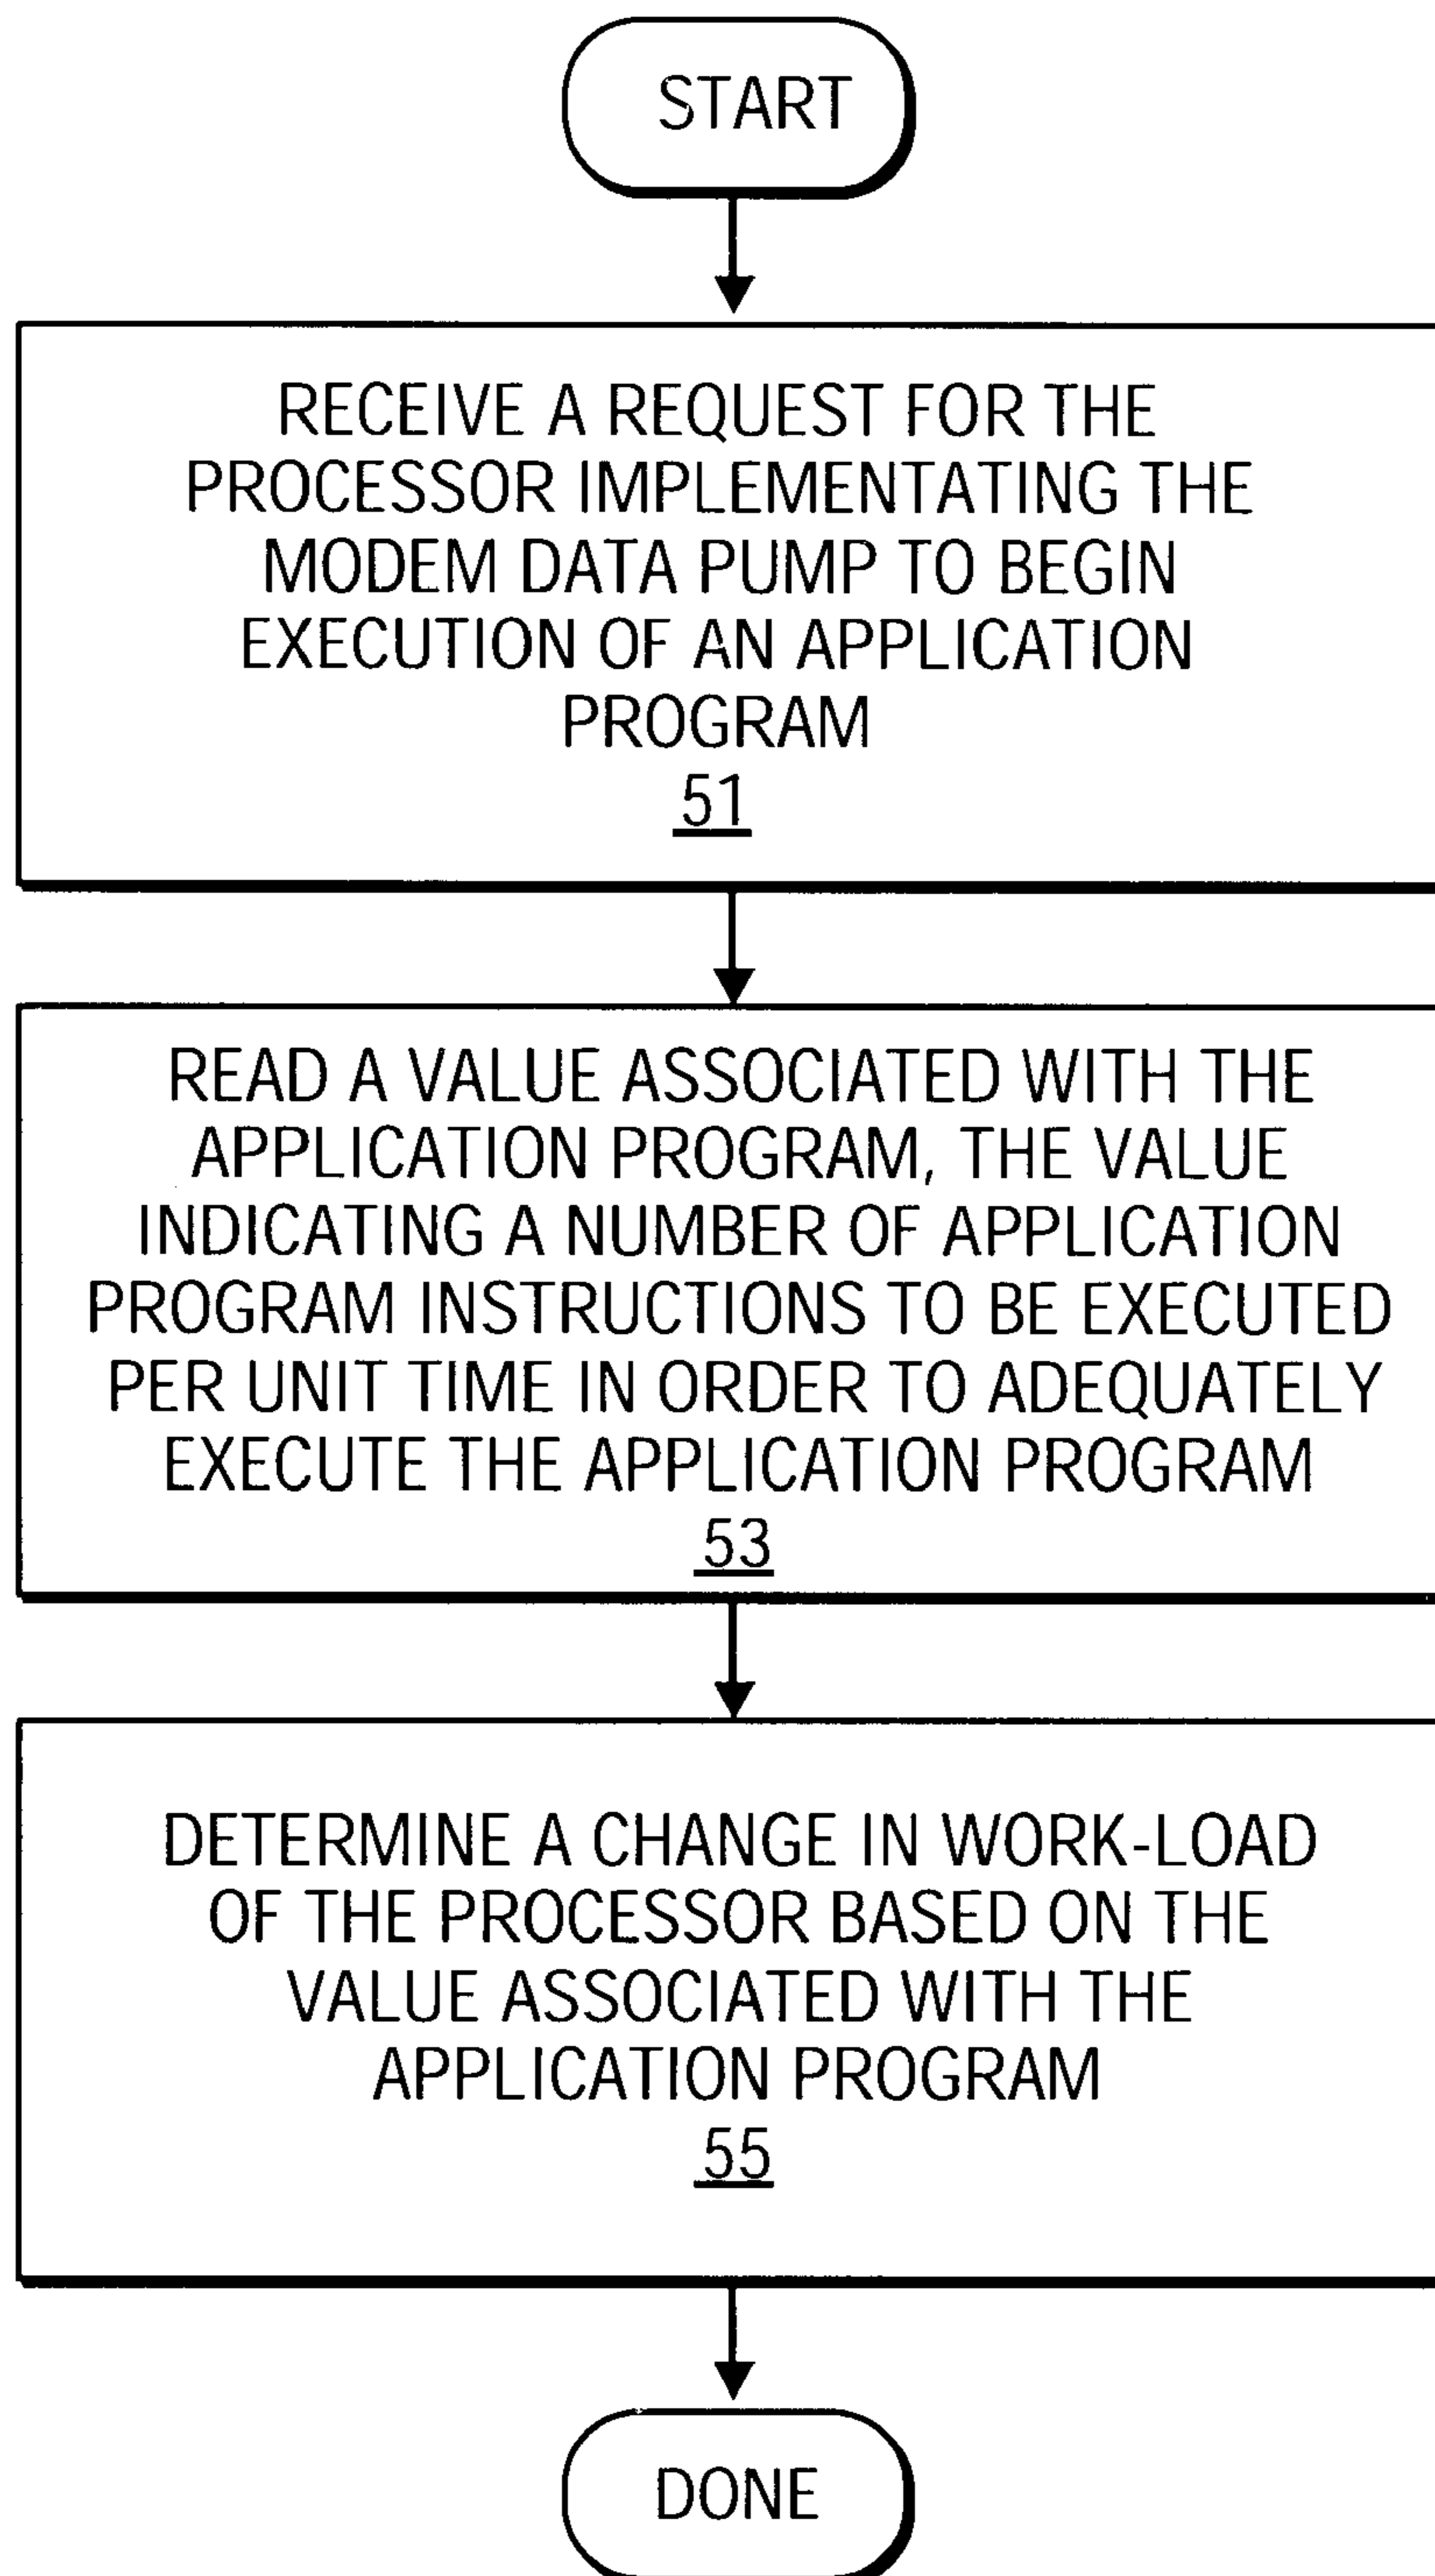 START
RECEIVE A REQUEST FOR THE
PROCESSOR IMPLEMENTATING THE
MODEM DATA PUMP TO BEGIN
EXECUTION OF AN APPLICATION
PROGRAM
51
READ A VALUE ASSOCIATED WITH THE
APPLICATION PROGRAM, THE VALUE
INDICATING A NUMBER OF APPLICATION
PROGRAM INSTRUCTIONS TO BE EXECUTED
PER UNIT TIME IN ORDER TO ADEQUATELY
EXECUTE THE APPLICATION PROGRAM
53
DETERMINE A CHANGE IN WORK-LOAD
OF THE PROCESSOR BASED ON THE
VALUE ASSOCIATED WITH THE
APPLICATION PROGRAM
55
DONE